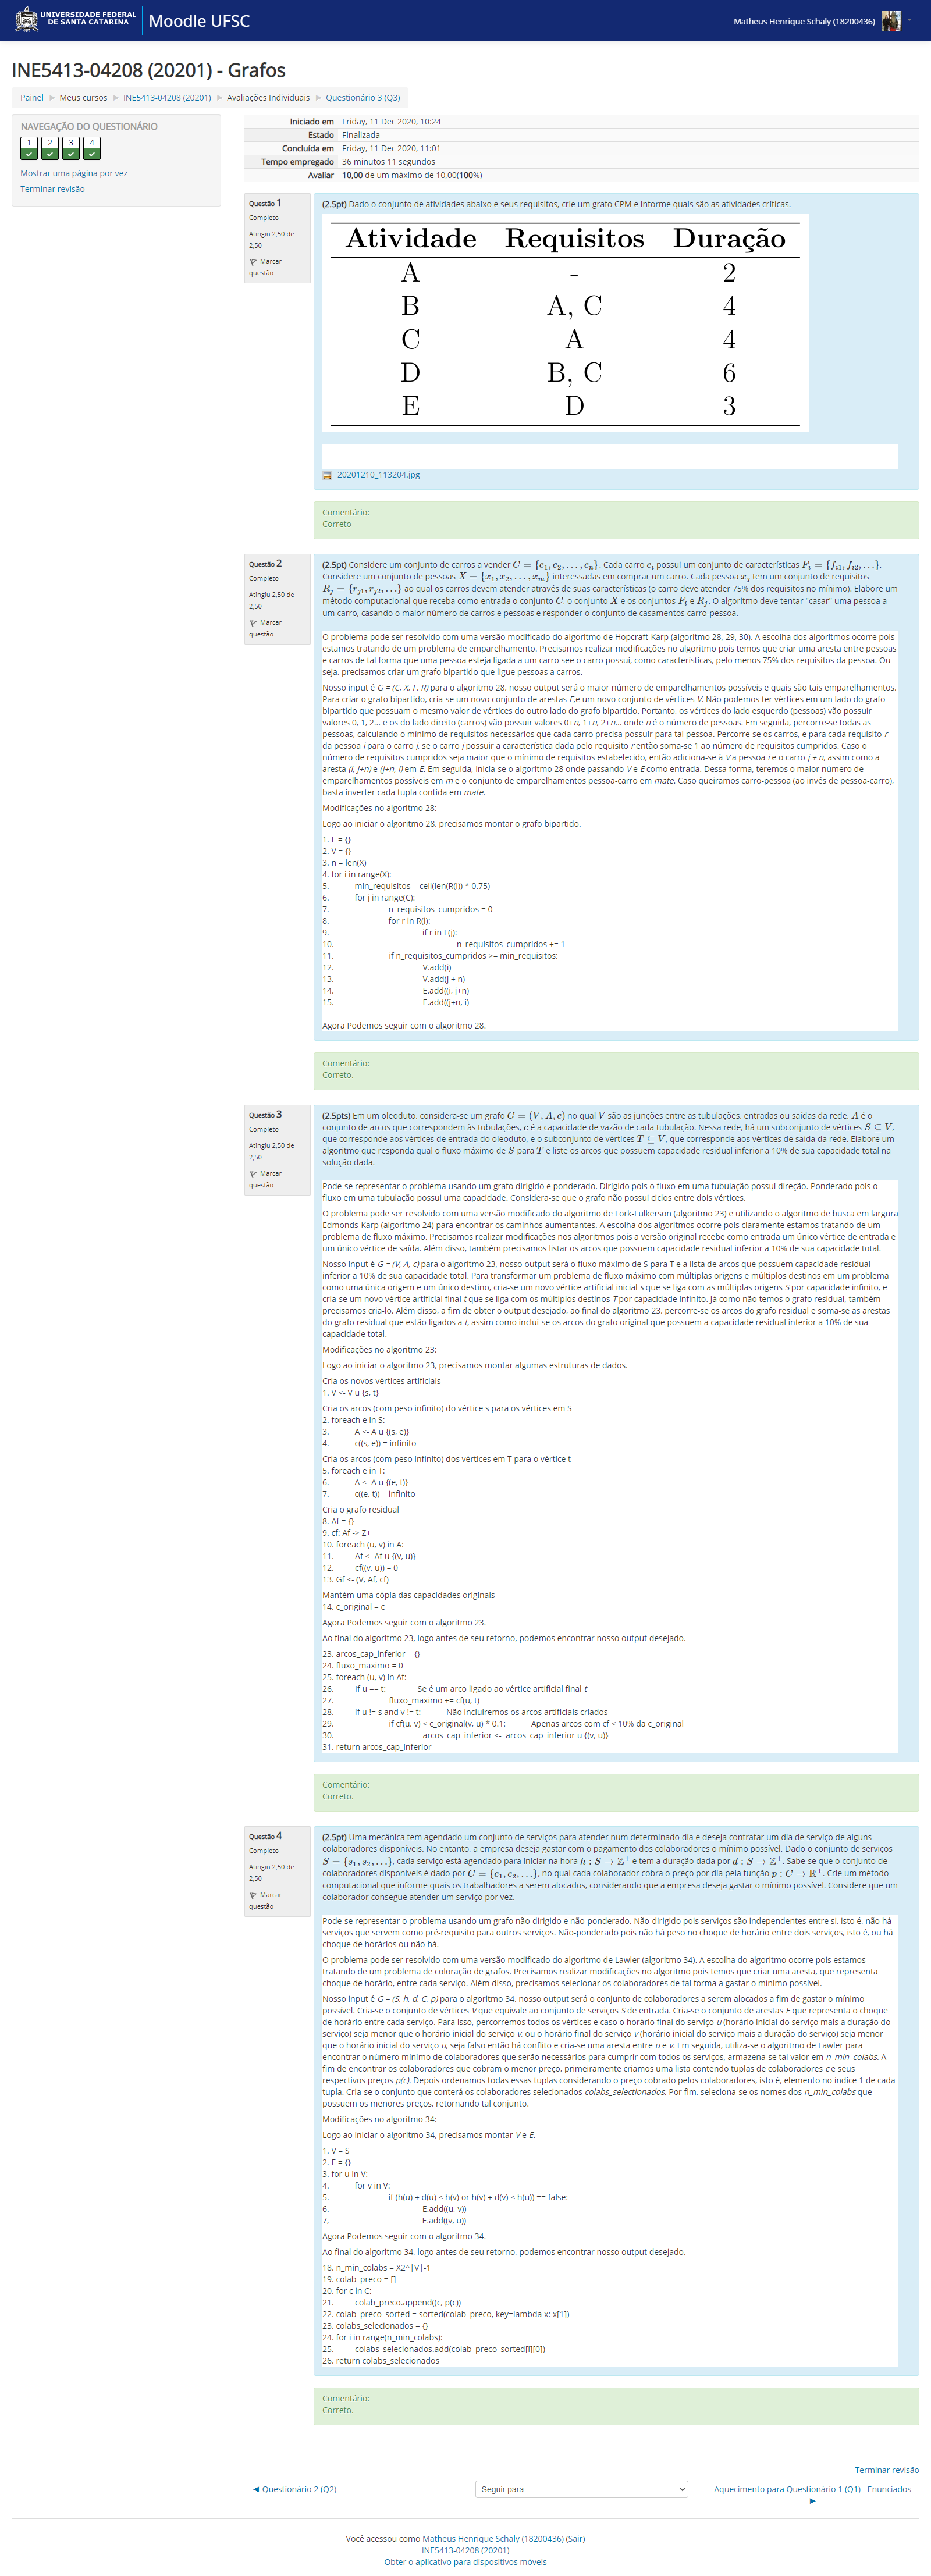 UNIVERSIDADE FEDERAL
DE SANTA CATARINA
Moodle UFSC
Matheus Henrique Schaly (18200436)
INE5413-04208 (20201) - Grafos
Painel ► Meus cursos ► INE5413-04208 (20201) ► Avaliações Individuais ► Questionário 3 (Q3)
NAVEGAÇÃO DO QUESTIONÁRIO
1 2 3 4
Mostrar uma página por vez
Terminar revisão
Iniciado em Friday, 11 Dec 2020, 10:24
Estado Finalizada
Concluída em Friday, 11 Dec 2020, 11:01
Tempo empregado 36 minutos 11 segundos
Avaliar 10,00 de um máximo de 10,00(100%)
Questão 1
Completo
Atingiu 2,50 de
2,50
Marcar
questão
(2.5pt) Dado o conjunto de atividades abaixo e seus requisitos, crie um grafo CPM e informe quais são as atividades críticas.
Atividade Requisitos Duração
A - 2
B A, C 4
C A 4
D B, C 6
E D 3
20201210_113204.jpg
Comentário:
Correto
Questão 2
Completo
Atingiu 2,50 de
2,50
Marcar
questão
(2.5pt) Considere um conjunto de carros a vender C = {c1, c2, . . . , cn}. Cada carro ci possui um conjunto de características Fi = {fi1, fi2, . . .}.
Considere um conjunto de pessoas X = {x1, x2, . . . , xm} interessadas em comprar um carro. Cada pessoa xj tem um conjunto de requisitos
Rj = {rj1, rj2, . . .} ao qual os carros devem atender através de suas características (o carro deve atender 75% dos requisitos no mínimo). Elabore um
método computacional que receba como entrada o conjunto C, o conjunto X e os conjuntos Fi e Rj. O algoritmo deve tentar "casar" uma pessoa a
um carro, casando o maior número de carros e pessoas e responder o conjunto de casamentos carro-pessoa.
O problema pode ser resolvido com uma versão modificado do algoritmo de Hopcraft-Karp (algoritmo 28, 29, 30). A escolha dos algoritmos ocorre pois
estamos tratando de um problema de emparelhamento. Precisamos realizar modificações no algoritmo pois temos que criar uma aresta entre pessoas
e carros de tal forma que uma pessoa esteja ligada a um carro see o carro possui, como características, pelo menos 75% dos requisitos da pessoa. Ou
seja, precisamos criar um grafo bipartido que ligue pessoas a carros.
Nosso input é G = (C, X, F, R) para o algoritmo 28, nosso output será o maior número de emparelhamentos possíveis e quais são tais emparelhamentos.
Para criar o grafo bipartido, cria-se um novo conjunto de arestas E e um novo conjunto de vértices V. Não podemos ter vértices em um lado do grafo
bipartido que possuam o mesmo valor de vértices do outro lado do grafo bipartido. Portanto, os vértices do lado esquerdo (pessoas) vão possuir
valores 0, 1, 2... e os do lado direito (carros) vão possuir valores 0+n, 1+n, 2+n... onde n é o número de pessoas. Em seguida, percorre-se todas as
pessoas, calculando o mínimo de requisitos necessários que cada carro precisa possuir para tal pessoa. Percorre-se os carros, e para cada requisito r
da pessoa i para o carro j, se o carro j possuir a característica dada pelo requisito r então soma-se 1 ao número de requisitos cumpridos. Caso o
número de requisitos cumpridos seja maior que o mínimo de requisitos estabelecido, então adiciona-se à V a pessoa i e o carro j + n, assim como a
aresta (i, j+n) e (j+n, i) em E. Em seguida, inicia-se o algoritmo 28 onde passando V e E como entrada. Dessa forma, teremos o maior número de
emparelhamentos possíveis em m e o conjunto de emparelhamentos pessoa-carro em mate. Caso queiramos carro-pessoa (ao invés de pessoa-carro),
basta inverter cada tupla contida em mate.
Modificações no algoritmo 28:
Logo ao iniciar o algoritmo 28, precisamos montar o grafo bipartido.
1. E = {}
2. V = {}
3. n = len(X)
4. for i in range(X):
5. min_requisitos = ceil(len(R(i)) * 0.75)
6. for j in range(C):
7. n_requisitos_cumpridos = 0
8. for r in R(i):
9. if r in F(j):
10. n_requisitos_cumpridos += 1
11. if n_requisitos_cumpridos >= min_requisitos:
12. V.add(i)
13. V.add(j + n)
14. E.add((i, j+n)
15. E.add((j+n, i)
Agora Podemos seguir com o algoritmo 28.
Comentário:
Correto.
Questão 3
Completo
Atingiu 2,50 de
2,50
Marcar
questão
(2.5pts) Em um oleoduto, considera-se um grafo G = (V, A, c) no qual V são as junções entre as tubulações, entradas ou saídas da rede, A é o
conjunto de arcos que correspondem às tubulações, c é a capacidade de vazão de cada tubulação. Nessa rede, há um subconjunto de vértices S ⊆ V,
que corresponde aos vértices de entrada do oleoduto, e o subconjunto de vértices T ⊆ V, que corresponde aos vértices de saída da rede. Elabore um
algoritmo que responda qual o fluxo máximo de S para T e liste os arcos que possuem capacidade residual inferior a 10% de sua capacidade total na
solução dada.
Pode-se representar o problema usando um grafo dirigido e ponderado. Dirigido pois o fluxo em uma tubulação possui direção. Ponderado pois o
fluxo em uma tubulação possui uma capacidade. Considera-se que o grafo não possui ciclos entre dois vértices.
O problema pode ser resolvido com uma versão modificado do algoritmo de Fork-Fulkerson (algoritmo 23) e utilizando o algoritmo de busca em largura
Edmonds-Karp (algoritmo 24) para encontrar os caminhos aumentantes. A escolha dos algoritmos ocorre pois claramente estamos tratando de um
problema de fluxo máximo. Precisamos realizar modificações nos algoritmos pois a versão original recebe como entrada um único vértice de entrada e
um único vértice de saída. Além disso, também precisamos listar os arcos que possuem capacidade residual inferior a 10% de sua capacidade total.
Nosso input é G = (V, A, c) para o algoritmo 23, nosso output será o fluxo máximo de S para T e a lista de arcos que possuem capacidade residual
inferior a 10% de sua capacidade total. Para transformar um problema de fluxo máximo com múltiplas origens e múltiplos destinos em um problema
como uma única origem e um único destino, cria-se um novo vértice artificial inicial s que se liga com as múltiplas origens S por capacidade infinito, e
cria-se um novo vértice artificial final t que se liga com os múltiplos destinos T por capacidade infinito. Já como não temos o grafo residual, também
precisamos cria-lo. Além disso, a fim de obter o output desejado, ao final do algoritmo 23, percorre-se os arcos do grafo residual e soma-se as arestas
do grafo residual que estão ligados a t, assim como inclui-se os arcos do grafo original que possuem a capacidade residual inferior a 10% de sua
capacidade total.
Modificações no algoritmo 23:
Logo ao iniciar o algoritmo 23, precisamos montar algumas estruturas de dados.
Cria os novos vértices artificiais
1. V <- V u {s, t}
Cria os arcos (com peso infinito) do vértice s para os vértices em S
2. foreach e in S:
3. A <- A u {(s, e)}
4. c((s, e)) = infinito
Cria os arcos (com peso infinito) dos vértices em T para o vértice t
5. foreach e in T:
6. A <- A u {(e, t)}
7. c((e, t)) = infinito
Cria o grafo residual
8. Af = {}
9. cf: Af -> Z+
10. foreach (u, v) in A:
11. Af <- Af u {(v, u)}
12. cf((v, u)) = 0
13. Gf <- (V, Af, cf)
Mantém uma cópia das capacidades originais
14. c_original = c
Agora Podemos seguir com o algoritmo 23.
Ao final do algoritmo 23, logo antes de seu retorno, podemos encontrar nosso output desejado.
23. arcos_cap_inferior = {}
24. fluxo_maximo = 0
25. foreach (u, v) in Af:
26. If u == t: Se é um arco ligado ao vértice artificial final t
27. fluxo_maximo += cf(u, t)
28. if u != s and v != t: Não incluiremos os arcos artificiais criados
29. if cf(u, v) < c_original(v, u) * 0.1: Apenas arcos com cf < 10% da c_original
30. arcos_cap_inferior <- arcos_cap_inferior u {(v, u)}
31. return arcos_cap_inferior
Comentário:
Correto.
Questão 4
Completo
Atingiu 2,50 de
2,50
Marcar
questão
(2.5pt) Uma mecânica tem agendado um conjunto de serviços para atender num determinado dia e deseja contratar um dia de serviço de alguns
colaboradores disponíveis. No entanto, a empresa deseja gastar com o pagamento dos colaboradores o mínimo possível. Dado o conjunto de serviços
S = {s1, s2, . . .}, cada serviço está agendado para iniciar na hora h : S → ℤ+ e tem a duração dada por d : S → ℤ+. Sabe-se que o conjunto de
colaboradores disponíveis é dado por C = {c1, c2, . . .}, no qual cada colaborador cobra o preço por dia pela função p : C → ℝ+. Crie um método
computacional que informe quais os trabalhadores a serem alocados, considerando que a empresa deseja gastar o mínimo possível. Considere que um
colaborador consegue atender um serviço por vez.
Pode-se representar o problema usando um grafo não-dirigido e não-ponderado. Não-dirigido pois serviços são independentes entre si, isto é, não há
serviços que servem como pré-requisito para outros serviços. Não-ponderado pois não há peso no choque de horário entre dois serviços, isto é, ou há
choque de horários ou não há.
O problema pode ser resolvido com uma versão modificado do algoritmo de Lawler (algoritmo 34). A escolha do algoritmo ocorre pois estamos
tratando de um problema de coloração de grafos. Precisamos realizar modificações no algoritmo pois temos que criar uma aresta, que representa
choque de horário, entre cada serviço. Além disso, precisamos selecionar os colaboradores de tal forma a gastar o mínimo possível.
Nosso input é G = (S, h, d, C, p) para o algoritmo 34, nosso output será o conjunto de colaboradores a serem alocados a fim de gastar o mínimo
possível. Cria-se o conjunto de vértices V que equivale ao conjunto de serviços S de entrada. Cria-se o conjunto de arestas E que representa o choque
de horário entre cada serviço. Para isso, percorremos todos os vértices e caso o horário final do serviço u (horário inicial do serviço mais a duração do
serviço) seja menor que o horário inicial do serviço v, ou o horário final do serviço v (horário inicial do serviço mais a duração do serviço) seja menor
que o horário inicial do serviço u, seja falso então há conflito e cria-se uma aresta entre u e v. Em seguida, utiliza-se o algoritmo de Lawler para
encontrar o número mínimo de colaboradores que serão necessários para cumprir com todos os serviços, armazena-se tal valor em n_min_colabs. A
fim de encontrar os colaboradores que cobram o menor preço, primeiramente criamos uma lista contendo tuplas de colaboradores c e seus
respectivos preços p(c). Depois ordenamos todas essas tuplas considerando o preço cobrado pelos colaboradores, isto é, elemento no índice 1 de cada
tupla. Cria-se o conjunto que conterá os colaboradores selecionados colabs_selectionados. Por fim, seleciona-se os nomes dos n_min_colabs que
possuem os menores preços, retornando tal conjunto.
Modificações no algoritmo 34:
Logo ao iniciar o algoritmo 34, precisamos montar V e E.
1. V = S
2. E = {}
3. for u in V:
4. for v in V:
5. if (h(u) + d(u) < h(v) or h(v) + d(v) < h(u)) == false:
6. E.add((u, v))
7. E.add((v, u))
Agora Podemos seguir com o algoritmo 34.
Ao final do algoritmo 34, logo antes de seu retorno, podemos encontrar nosso output desejado.
18. n_min_colabs = X2^|V|-1
19. colab_preco = []
20. for c in C:
21. colab_preco.append((c, p(c))
22. colab_preco_sorted = sorted(colab_preco, key=lambda x: x[1])
23. colabs_selecionados = {}
24. for i in range(n_min_colabs):
25. colabs_selecionados.add(colab_preco_sorted[i][0])
26. return colabs_selecionados
Comentário:
Correto.
Terminar revisão
◄ Questionário 2 (Q2)
Seguir para...
Aquecimento para Questionário 1 (Q1) - Enunciados
►
Você acessou como Matheus Henrique Schaly (18200436) (Sair)
INE5413-04208 (20201)
Obter o aplicativo para dispositivos móveis